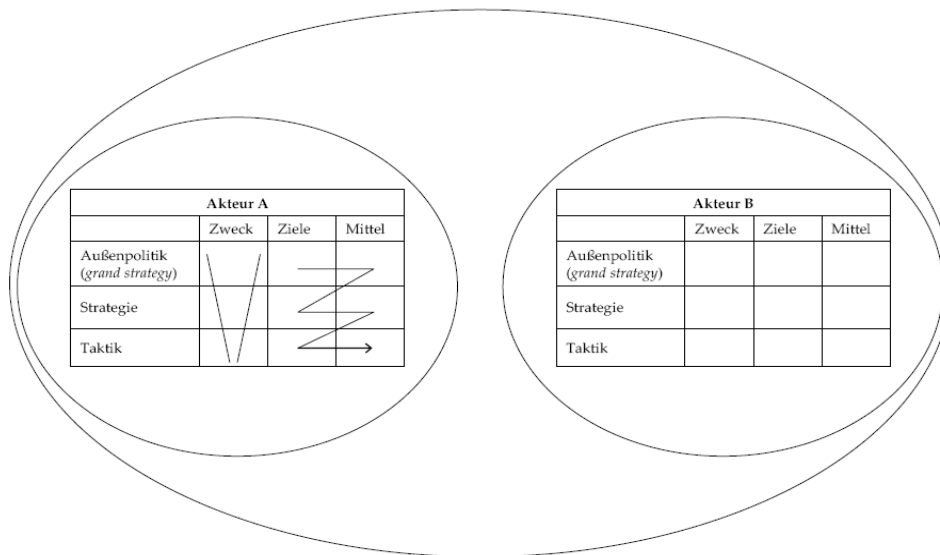 Akteur A
Zweck Ziele Mittel
Außenpolitik
(grand strategy)
Strategie
Taktik
Akteur B
Zweck Ziele Mittel
Außenpolitik
(grand strategy)
Strategie
Taktik